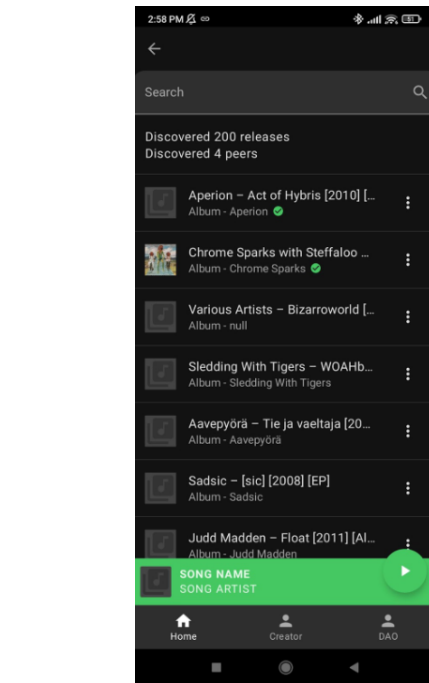 2:58 PM
51
Search
Discovered 200 releases
Discovered 4 peers
Aperion – Act of Hybris [2010] [...
Album - Aperion
Chrome Sparks with Steffaloo ...
Album - Chrome Sparks
Various Artists – Bizarroworld [...
Album - null
Sledding With Tigers – WOAHb...
Album - Sledding With Tigers
Aavepyörä – Tie ja vaeltaja [20...
Album - Aavepyörä
Sadsic – [sic] [2008] [EP]
Album - Sadsic
Judd Madden – Float [2011] [Al...
Album - Judd Madden
SONG NAME
SONG ARTIST
Home
Creator
DAO